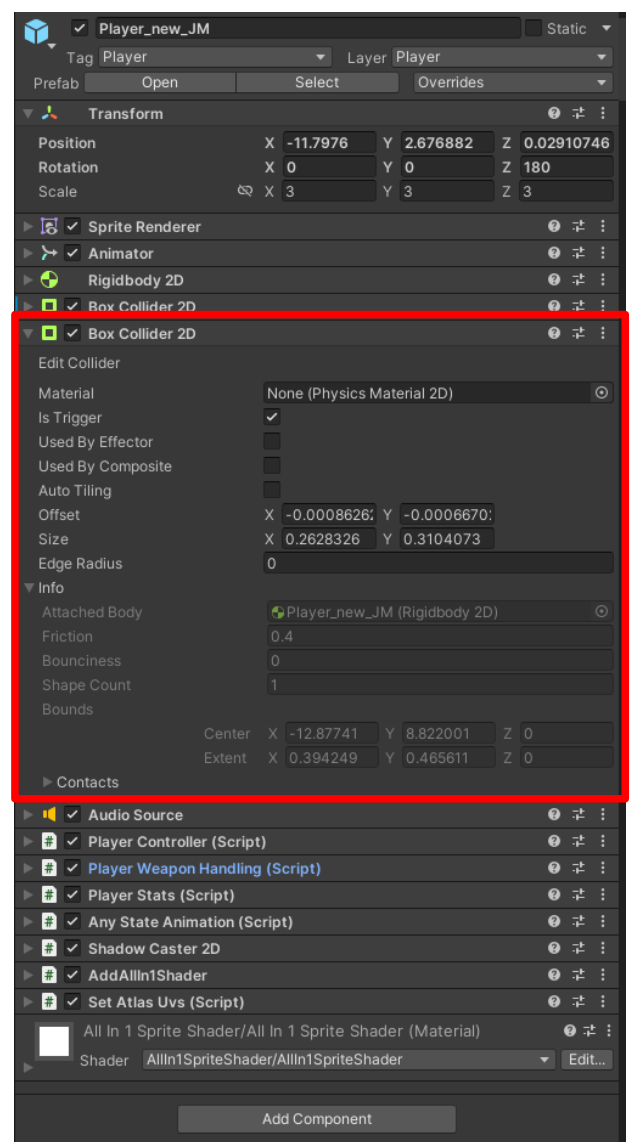 Player_new_JM Static
Tag Player Layer Player
Prefab Open Select Overrides
Transform
Position X -11.7976 Y 2.676882 Z 0.02910746
Rotation X 0 Y 0 Z 180
Scale X 3 Y 3 Z 3
Sprite Renderer
Animator
Rigidbody 2D
Box Collider 2D
Box Collider 2D
Edit Collider
Material None (Physics Material 2D)
Is Trigger
Used By Effector
Used By Composite
Auto Tiling
Offset X -0.00086262 Y -0.0006670
Size X 0.2628326 Y 0.3104073
Edge Radius 0
Info
Attached Body Player_new_JM (Rigidbody 2D)
Friction 0.4
Bounciness 0
Shape Count 1
Bounds
Center X -12.87741 Y 8.822001 Z 0
Extent X 0.394249 Y 0.465611 Z 0
Contacts
Audio Source
# Player Controller (Script)
# Player Weapon Handling (Script)
# Player Stats (Script)
# Any State Animation (Script)
# Shadow Caster 2D
# AddAllIn1Shader
# Set Atlas Uvs (Script)
All In 1 Sprite Shader/All In 1 Sprite Shader (Material)
Shader AllIn1SpriteShader/AllIn1SpriteShader Edit...
Add Component